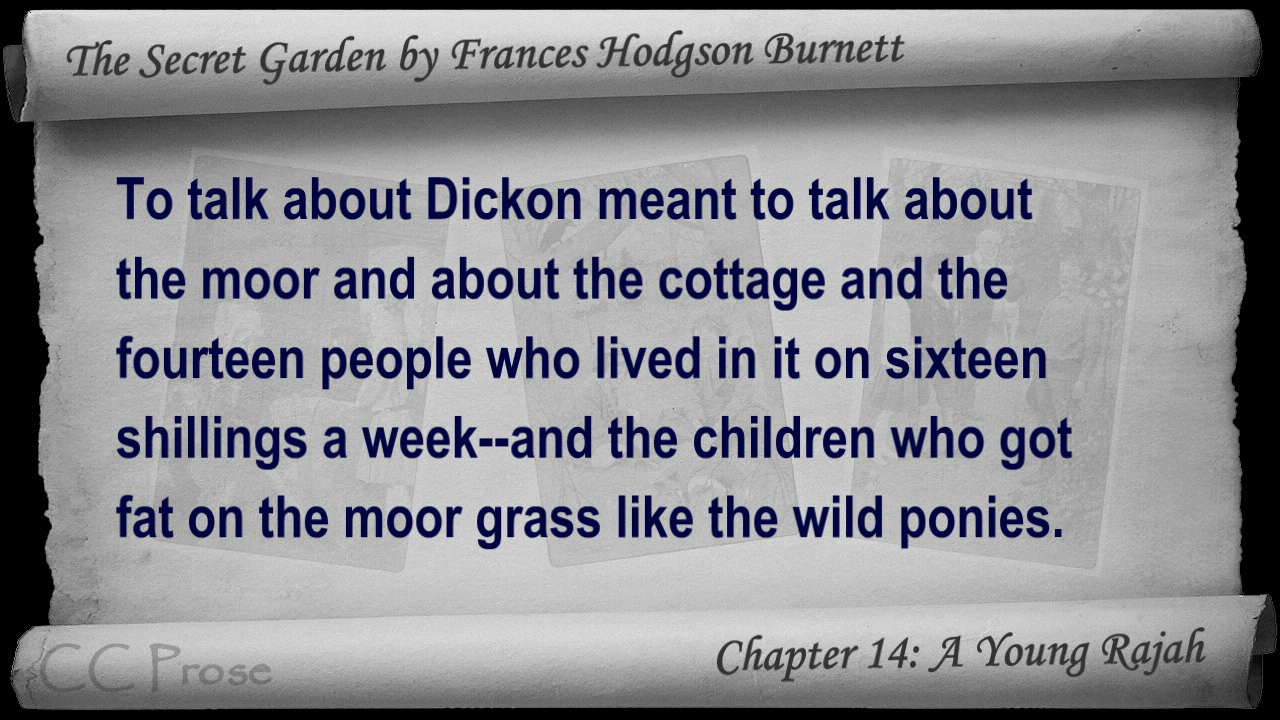 The Secret Garden by Frances Hodgson Burnett
To talk about Dickon meant to talk about
the moor and about the cottage and the
fourteen people who lived in it on sixteen
shillings a week--and the children who got
fat on the moor grass like the wild ponies.
CC Prose
Chapter 14: A Young Rajah